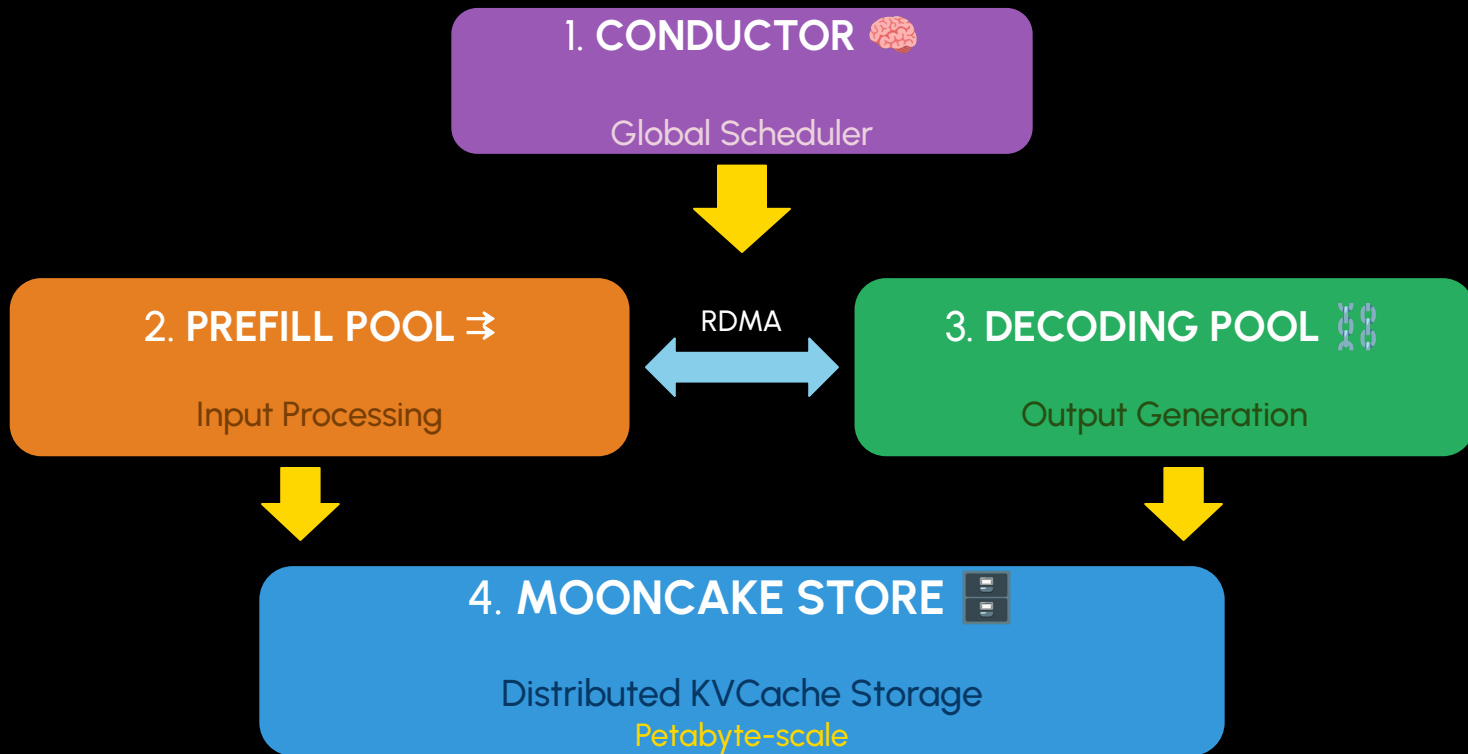 1. CONDUCTOR 🧠
Global Scheduler
2. PREFILL POOL ⇉
Input Processing
RDMA
3. DECODING POOL ⛓️
Output Generation
4. MOONCAKE STORE 🗄️
Distributed KVCache Storage
Petabyte-scale